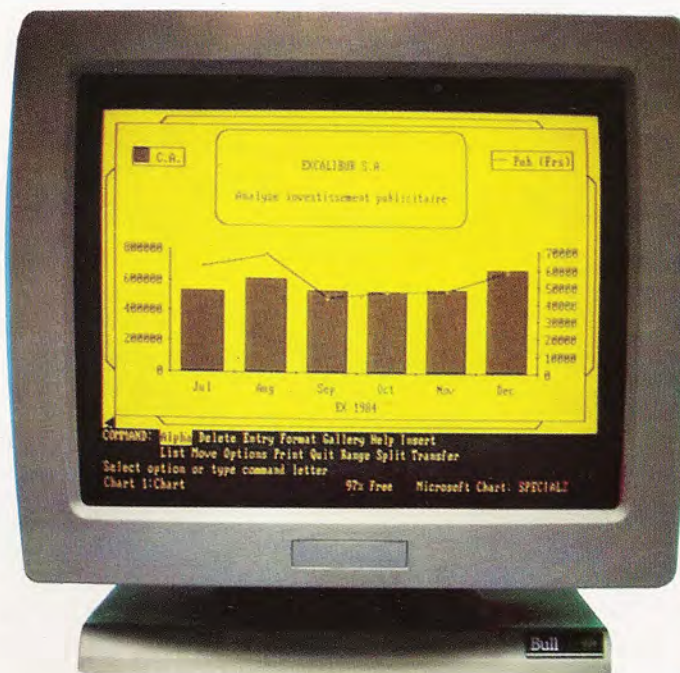 C.A.
Pub (Frs)
EXCALIBUR S.A.
Analyse investissement publicitaire
800000
600000
400000
200000
0
70000
60000
50000
40000
30000
20000
10000
0
Jul Aug Sep Oct Nov Dec
EX 1984
COMMAND: Alpha Delete Entry Format Gallery Help Insert
List Move Options Print Quit Range Split Transfer
Select option or type command letter
Chart 1:Chart 97% Free Microsoft Chart: SPECIAL2
Bull